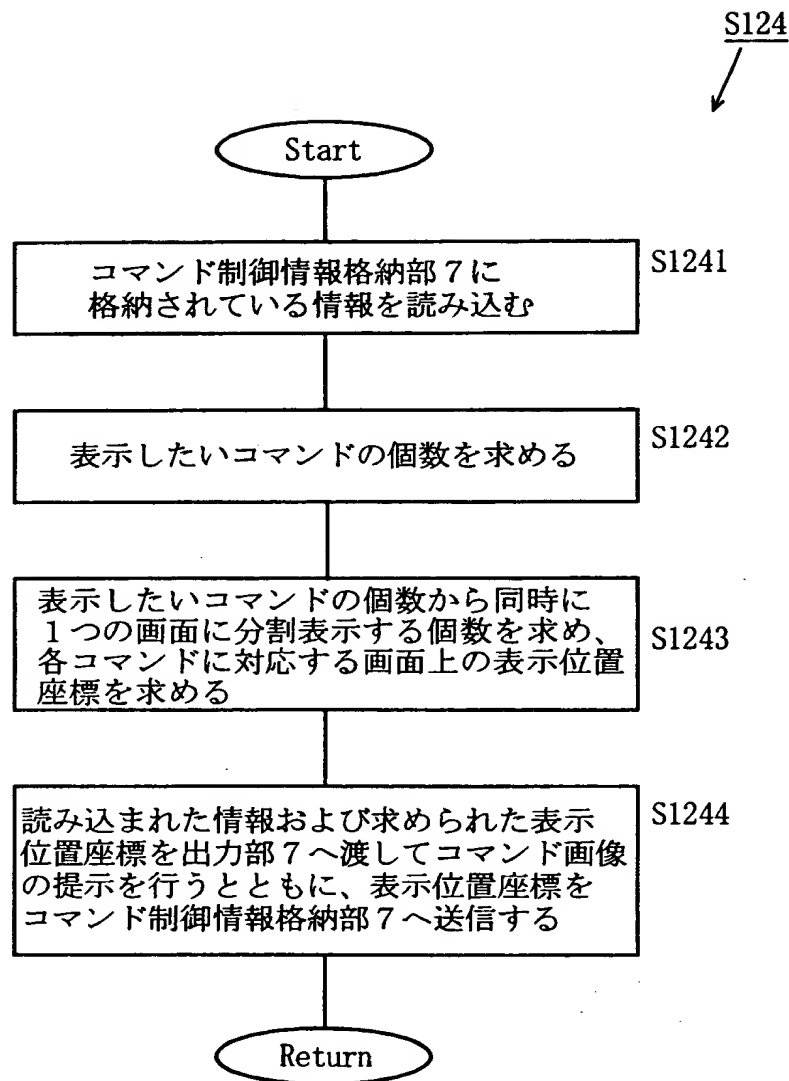 S124
Start
コマンド制御情報格納部７に
格納されている情報を読み込む
S1241
表示したいコマンドの個数を求める
S1242
表示したいコマンドの個数から同時に
１つの画面に分割表示する個数を求め、
各コマンドに対応する画面上の表示位置
座標を求める
S1243
読み込まれた情報および求められた表示
位置座標を出力部７へ渡してコマンド画像
の提示を行うとともに、表示位置座標を
コマンド制御情報格納部７へ送信する
S1244
Return